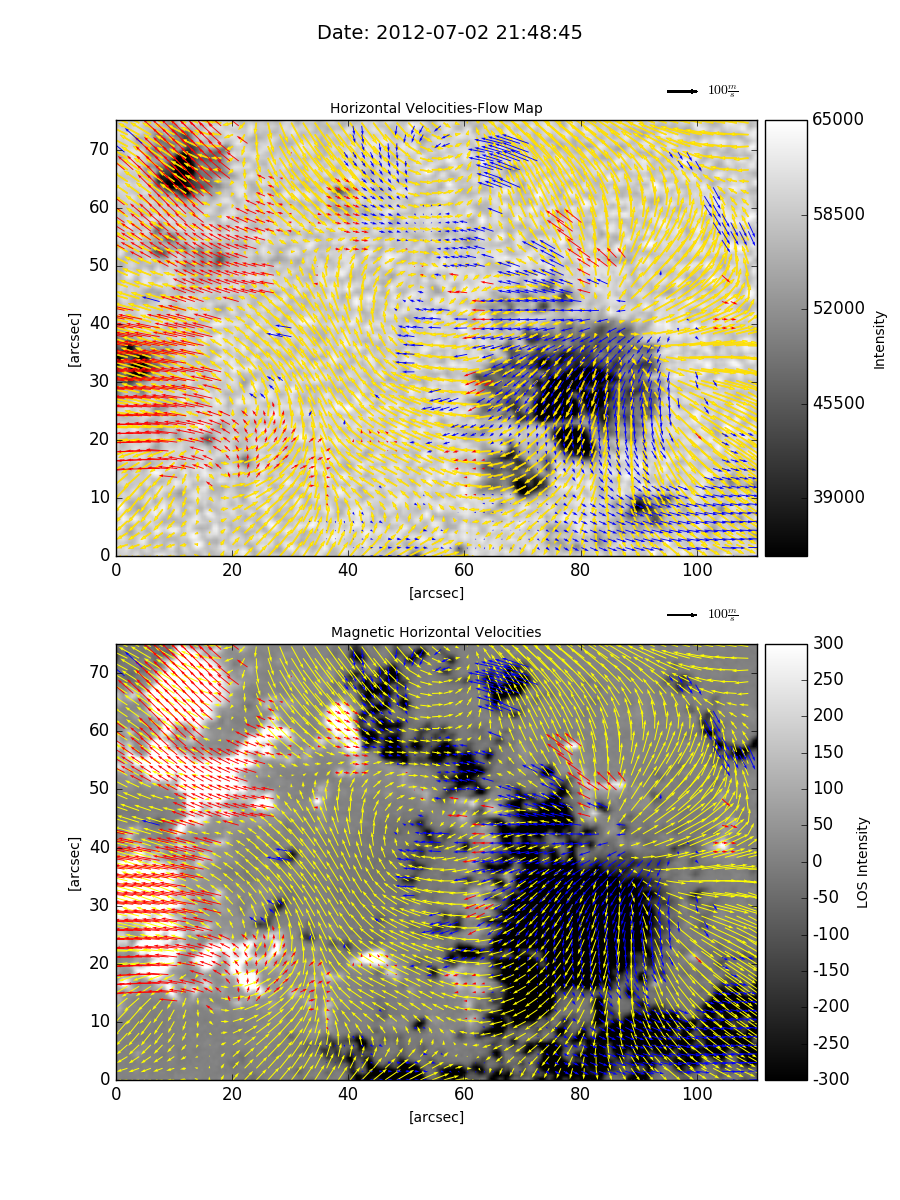 Date: 2012-07-02 21:48:45
100 m/s
Horizontal Velocities-Flow Map
70
60
50
40
30
20
10
0
[arcsec]
0 20 40 60 80 100
[arcsec]
65000
58500
52000
45500
39000
Intensity
100 m/s
Magnetic Horizontal Velocities
70
60
50
40
30
20
10
0
[arcsec]
0 20 40 60 80 100
[arcsec]
300
250
200
150
100
50
0
-50
-100
-150
-200
-250
-300
LOS Intensity